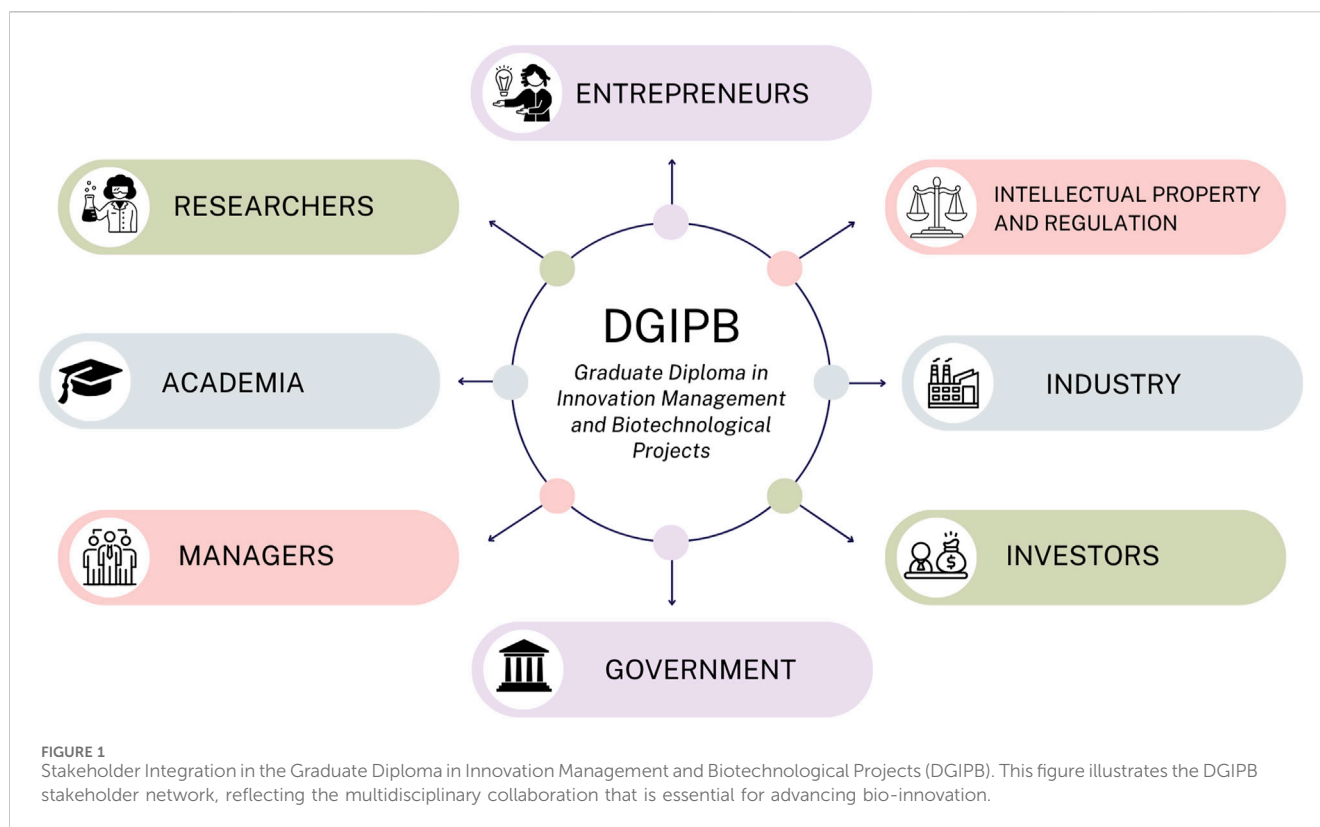 ENTREPRENEURS
RESEARCHERS
INTELLECTUAL PROPERTY
AND REGULATION
DGIPB
Graduate Diploma in
Innovation Management
and Biotechnological
Projects
ACADEMIA
INDUSTRY
MANAGERS
$
INVESTORS
GOVERNMENT
FIGURE 1
Stakeholder Integration in the Graduate Diploma in Innovation Management and Biotechnological Projects (DGIPB). This figure illustrates the DGIPB
stakeholder network, reflecting the multidisciplinary collaboration that is essential for advancing bio-innovation.